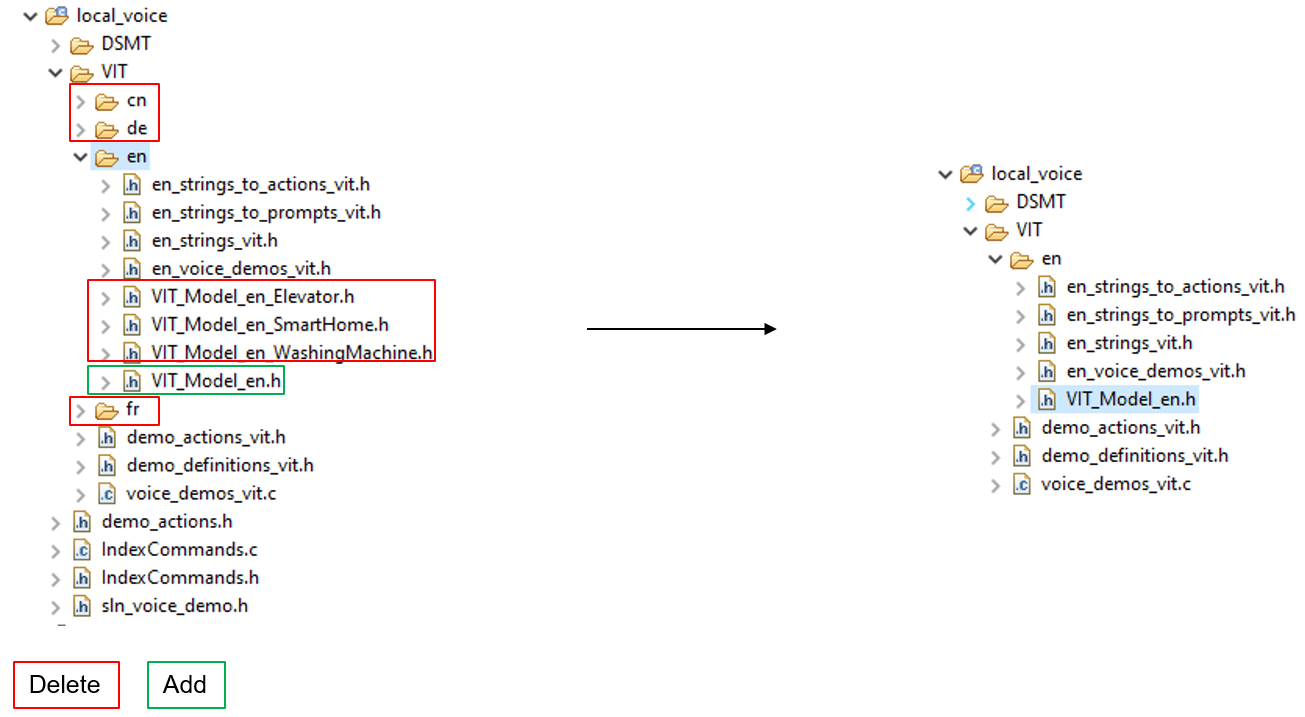 local_voice
DSMT
VIT
cn
de
en
en_strings_to_actions_vit.h
en_strings_to_prompts_vit.h
en_strings_vit.h
en_voice_demos_vit.h
VIT_Model_en_Elevator.h
VIT_Model_en_SmartHome.h
VIT_Model_en_WashingMachine.h
VIT_Model_en.h
fr
demo_actions_vit.h
demo_definitions_vit.h
voice_demos_vit.c
demo_actions.h
IndexCommands.c
IndexCommands.h
sln_voice_demo.h
local_voice
DSMT
VIT
en
en_strings_to_actions_vit.h
en_strings_to_prompts_vit.h
en_strings_vit.h
en_voice_demos_vit.h
VIT_Model_en.h
demo_actions_vit.h
demo_definitions_vit.h
voice_demos_vit.c
Delete
Add